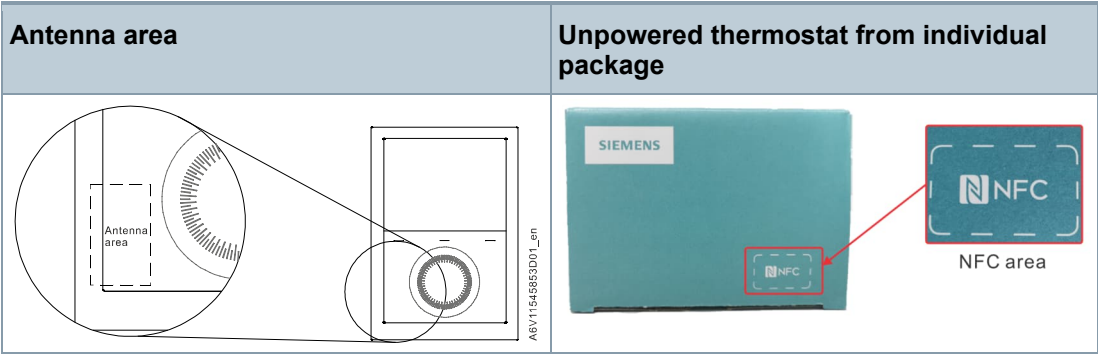 Antenna area
Unpowered thermostat from individual
package
Antenna
area
A6V11545853D01_en
SIEMENS
NFC
NFC
NFC area